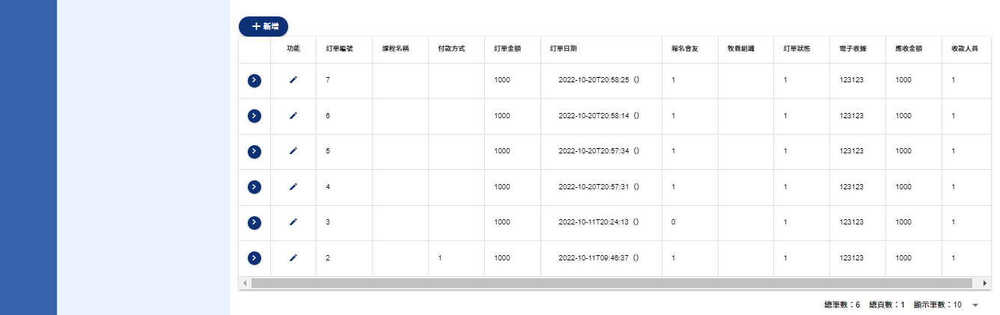 + 新增
功能 訂單編號 課程名稱 付款方式 訂單金額 訂單日期 報名會友 牧養組織 訂單狀態 電子收據 應收金額 收款人員
7 1000 2022-10-20T20:58:25 () 1 1 123123 1000 1
6 1000 2022-10-20T20:58:14 () 1 1 123123 1000 1
5 1000 2022-10-20T20:57:34 () 1 1 123123 1000 1
4 1000 2022-10-20T20:57:31 () 1 1 123123 1000 1
3 1000 2022-10-11T20:24:13 () 0 1 123123 1000 1
2 1 1000 2022-10-11T09:46:37 () 1 1 123123 1000 1
總筆數：6 總頁數：1 顯示筆數：10